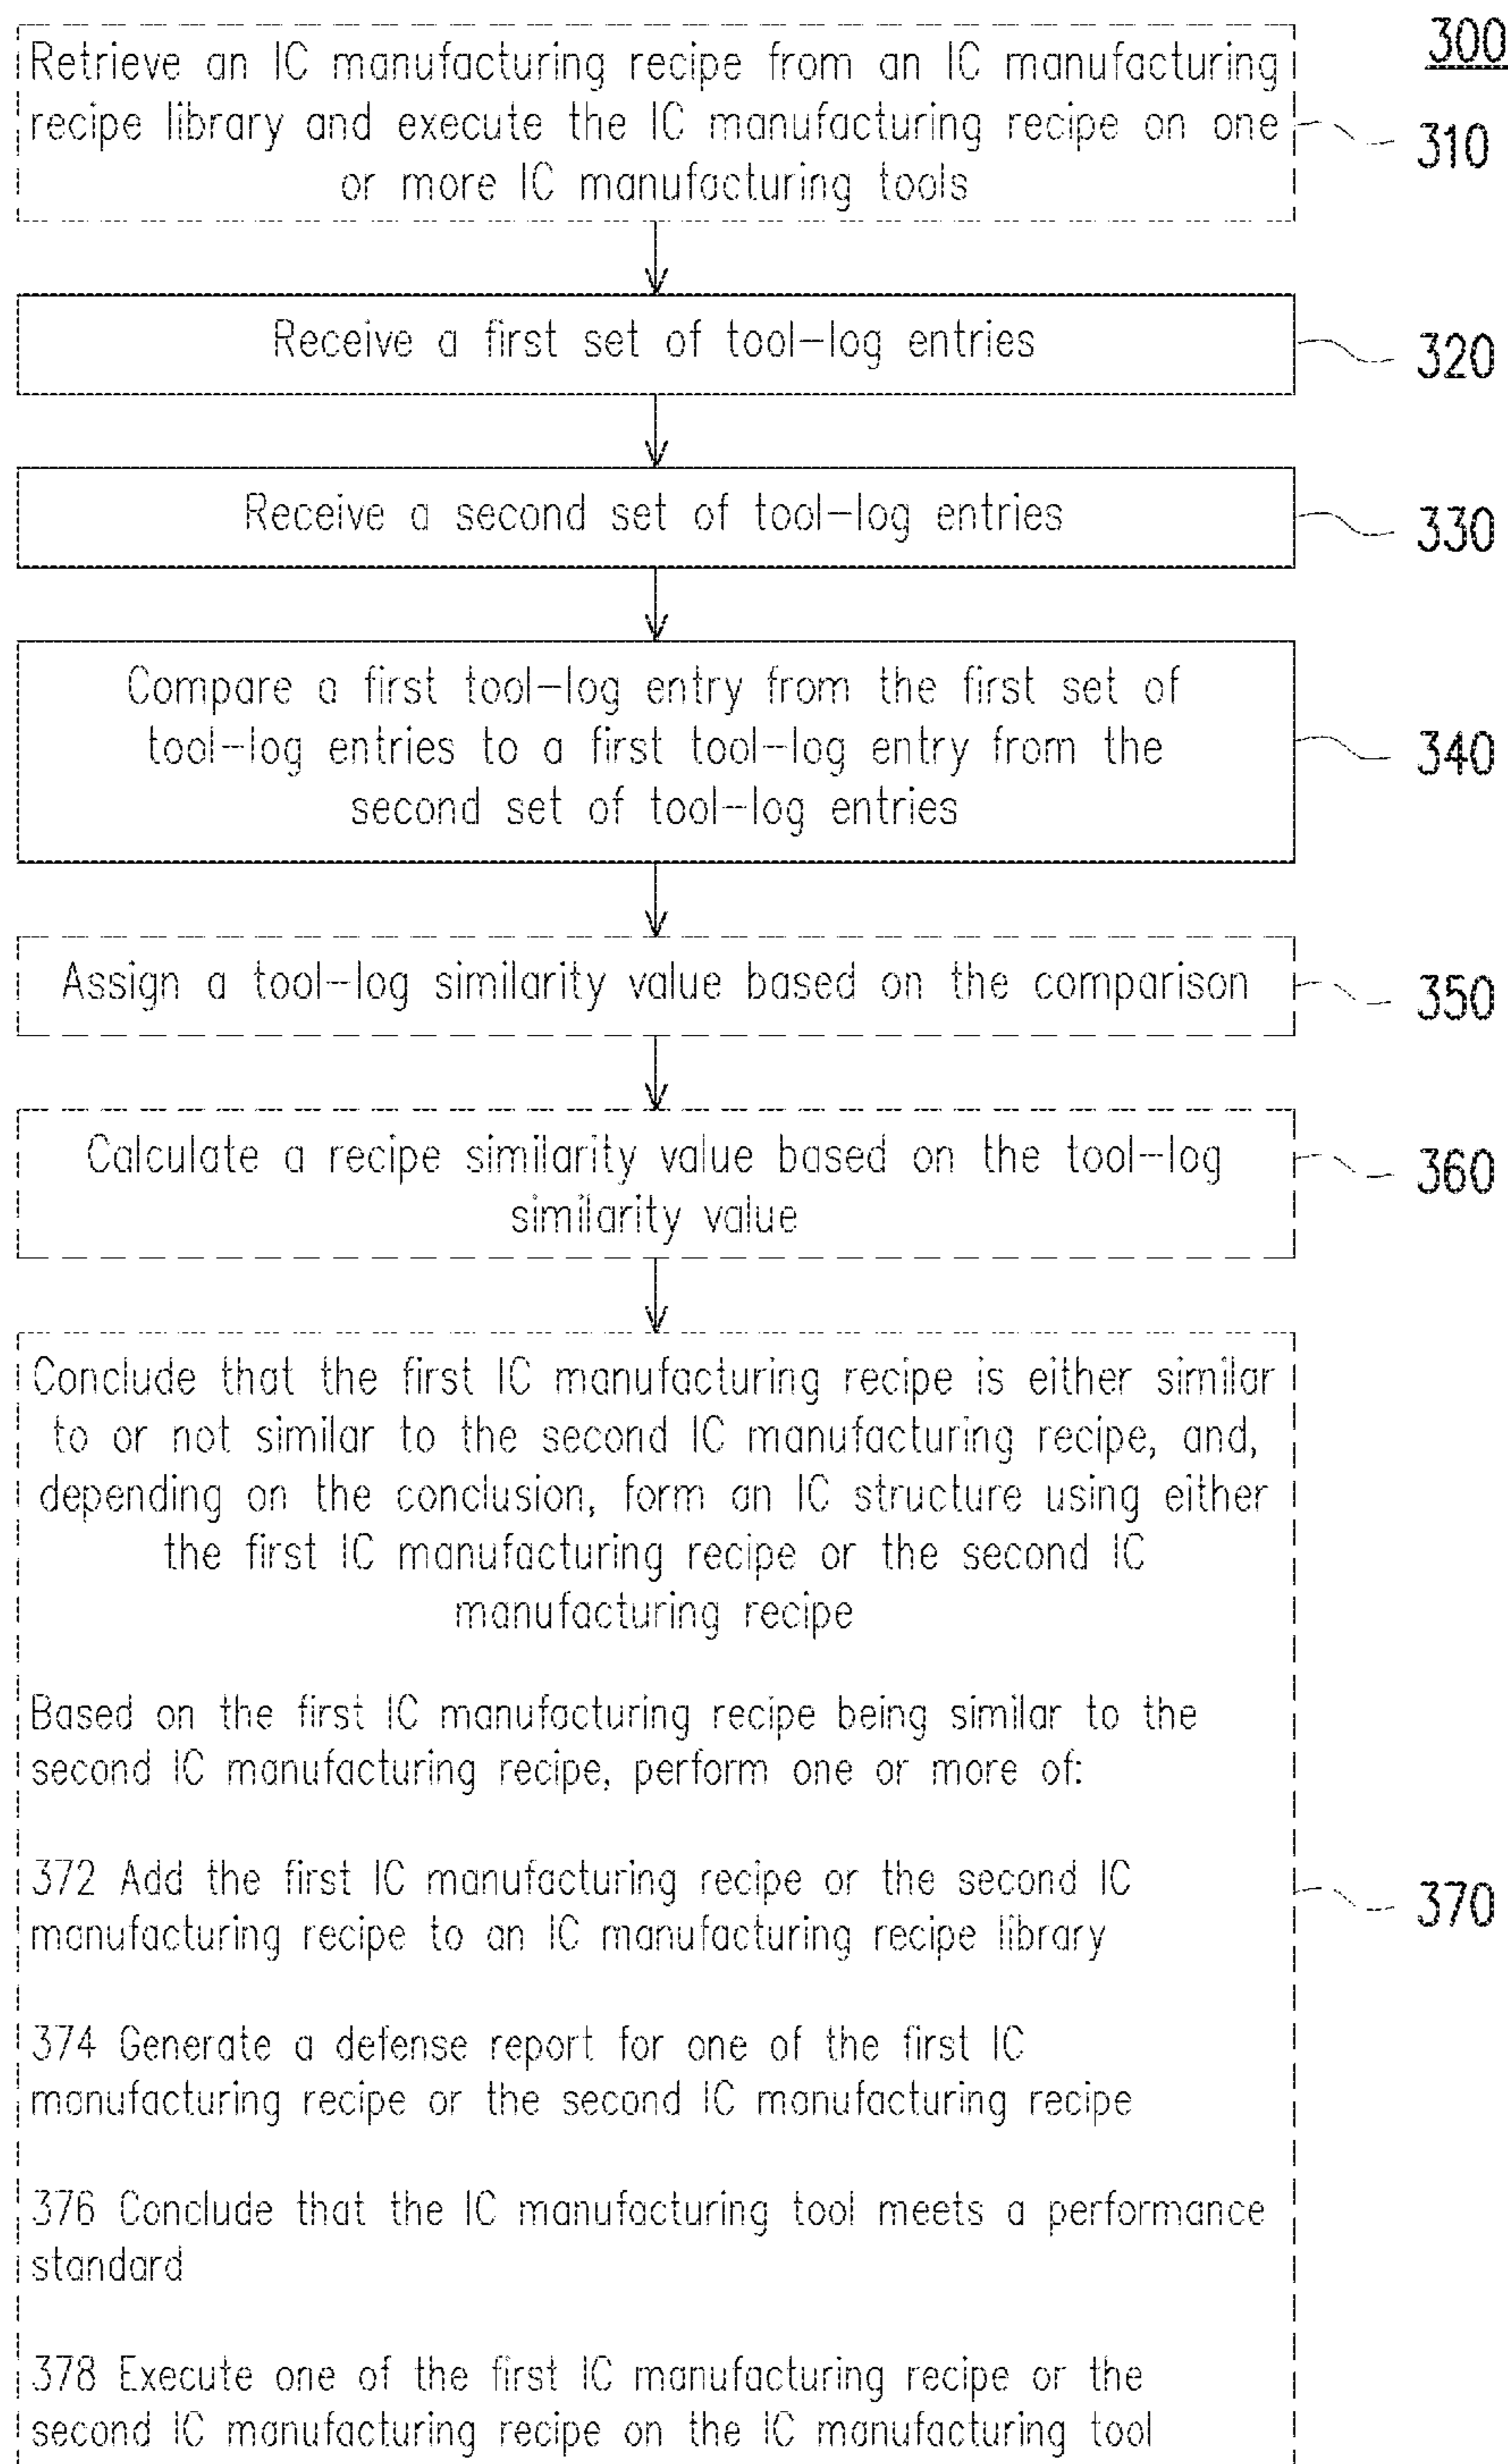 300
Retrieve an IC manufacturing recipe from an IC manufacturing
recipe library and execute the IC manufacturing recipe on one
or more IC manufacturing tools
310
Receive a first set of tool-log entries
320
Receive a second set of tool-log entries
330
Compare a first tool-log entry from the first set of
tool-log entries to a first tool-log entry from the
second set of tool-log entries
340
Assign a tool-log similarity value based on the comparison
350
Calculate a recipe similarity value based on the tool-log
similarity value
360
Conclude that the first IC manufacturing recipe is either similar
to or not similar to the second IC manufacturing recipe, and,
depending on the conclusion, form an IC structure using either
the first IC manufacturing recipe or the second IC
manufacturing recipe
Based on the first IC manufacturing recipe being similar to the
second IC manufacturing recipe, perform one or more of:
372 Add the first IC manufacturing recipe or the second IC
manufacturing recipe to an IC manufacturing recipe library
370
374 Generate a defense report for one of the first IC
manufacturing recipe or the second IC manufacturing recipe
376 Conclude that the IC manufacturing tool meets a performance
standard
378 Execute one of the first IC manufacturing recipe or the
second IC manufacturing recipe on the IC manufacturing tool